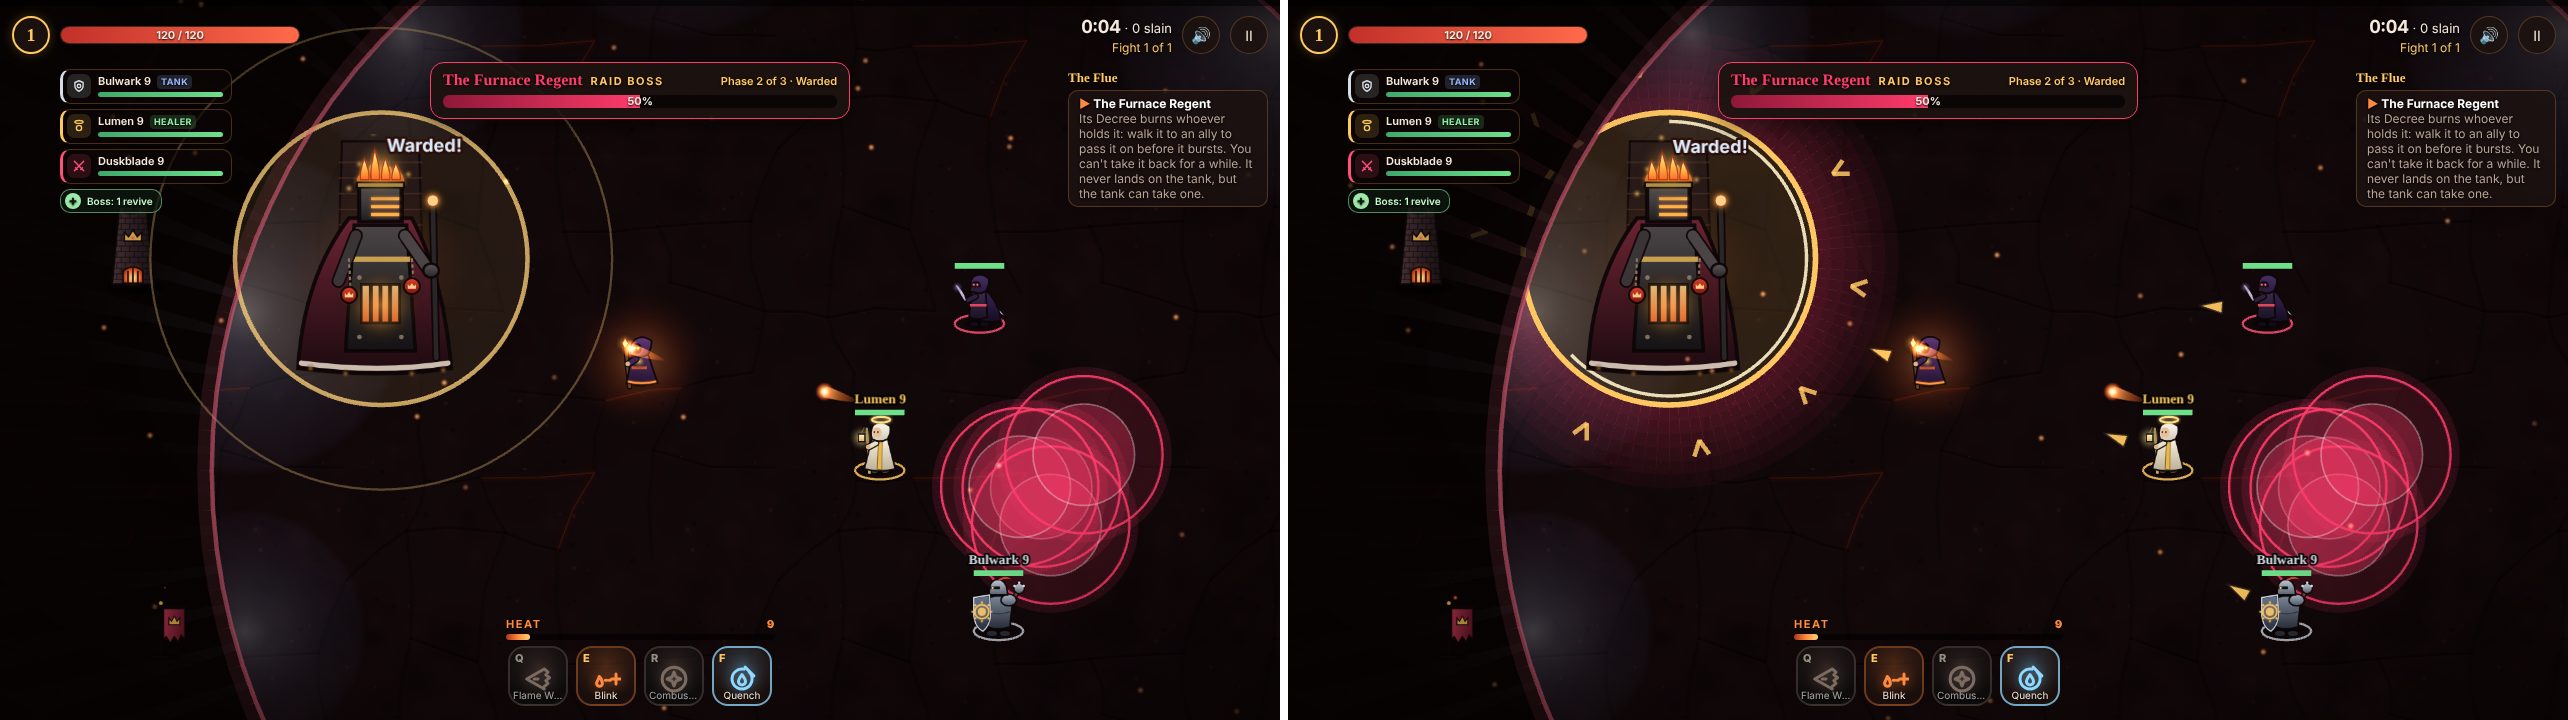 1
120 / 120
0:04 · 0 slain
Fight 1 of 1
Bulwark 9 TANK
Lumen 9 HEALER
Duskblade 9
Boss: 1 revive
The Furnace Regent RAID BOSS Phase 2 of 3 · Warded
50%
The Flue
The Furnace Regent
Its Decree burns whoever
holds it: walk it to an ally to
pass it on before it bursts. You
can't take it back for a while. It
never lands on the tank, but
the tank can take one.
Warded!
Lumen 9
Bulwark 9
HEAT 9
Q E R F
Flame W... Blink Combus... Quench
1
120 / 120
0:04 · 0 slain
Fight 1 of 1
Bulwark 9 TANK
Lumen 9 HEALER
Duskblade 9
Boss: 1 revive
The Furnace Regent RAID BOSS Phase 2 of 3 · Warded
50%
The Flue
The Furnace Regent
Its Decree burns whoever
holds it: walk it to an ally to
pass it on before it bursts. You
can't take it back for a while. It
never lands on the tank, but
the tank can take one.
Warded!
Lumen 9
Bulwark 9
HEAT 9
Q E R F
Flame W... Blink Combus... Quench